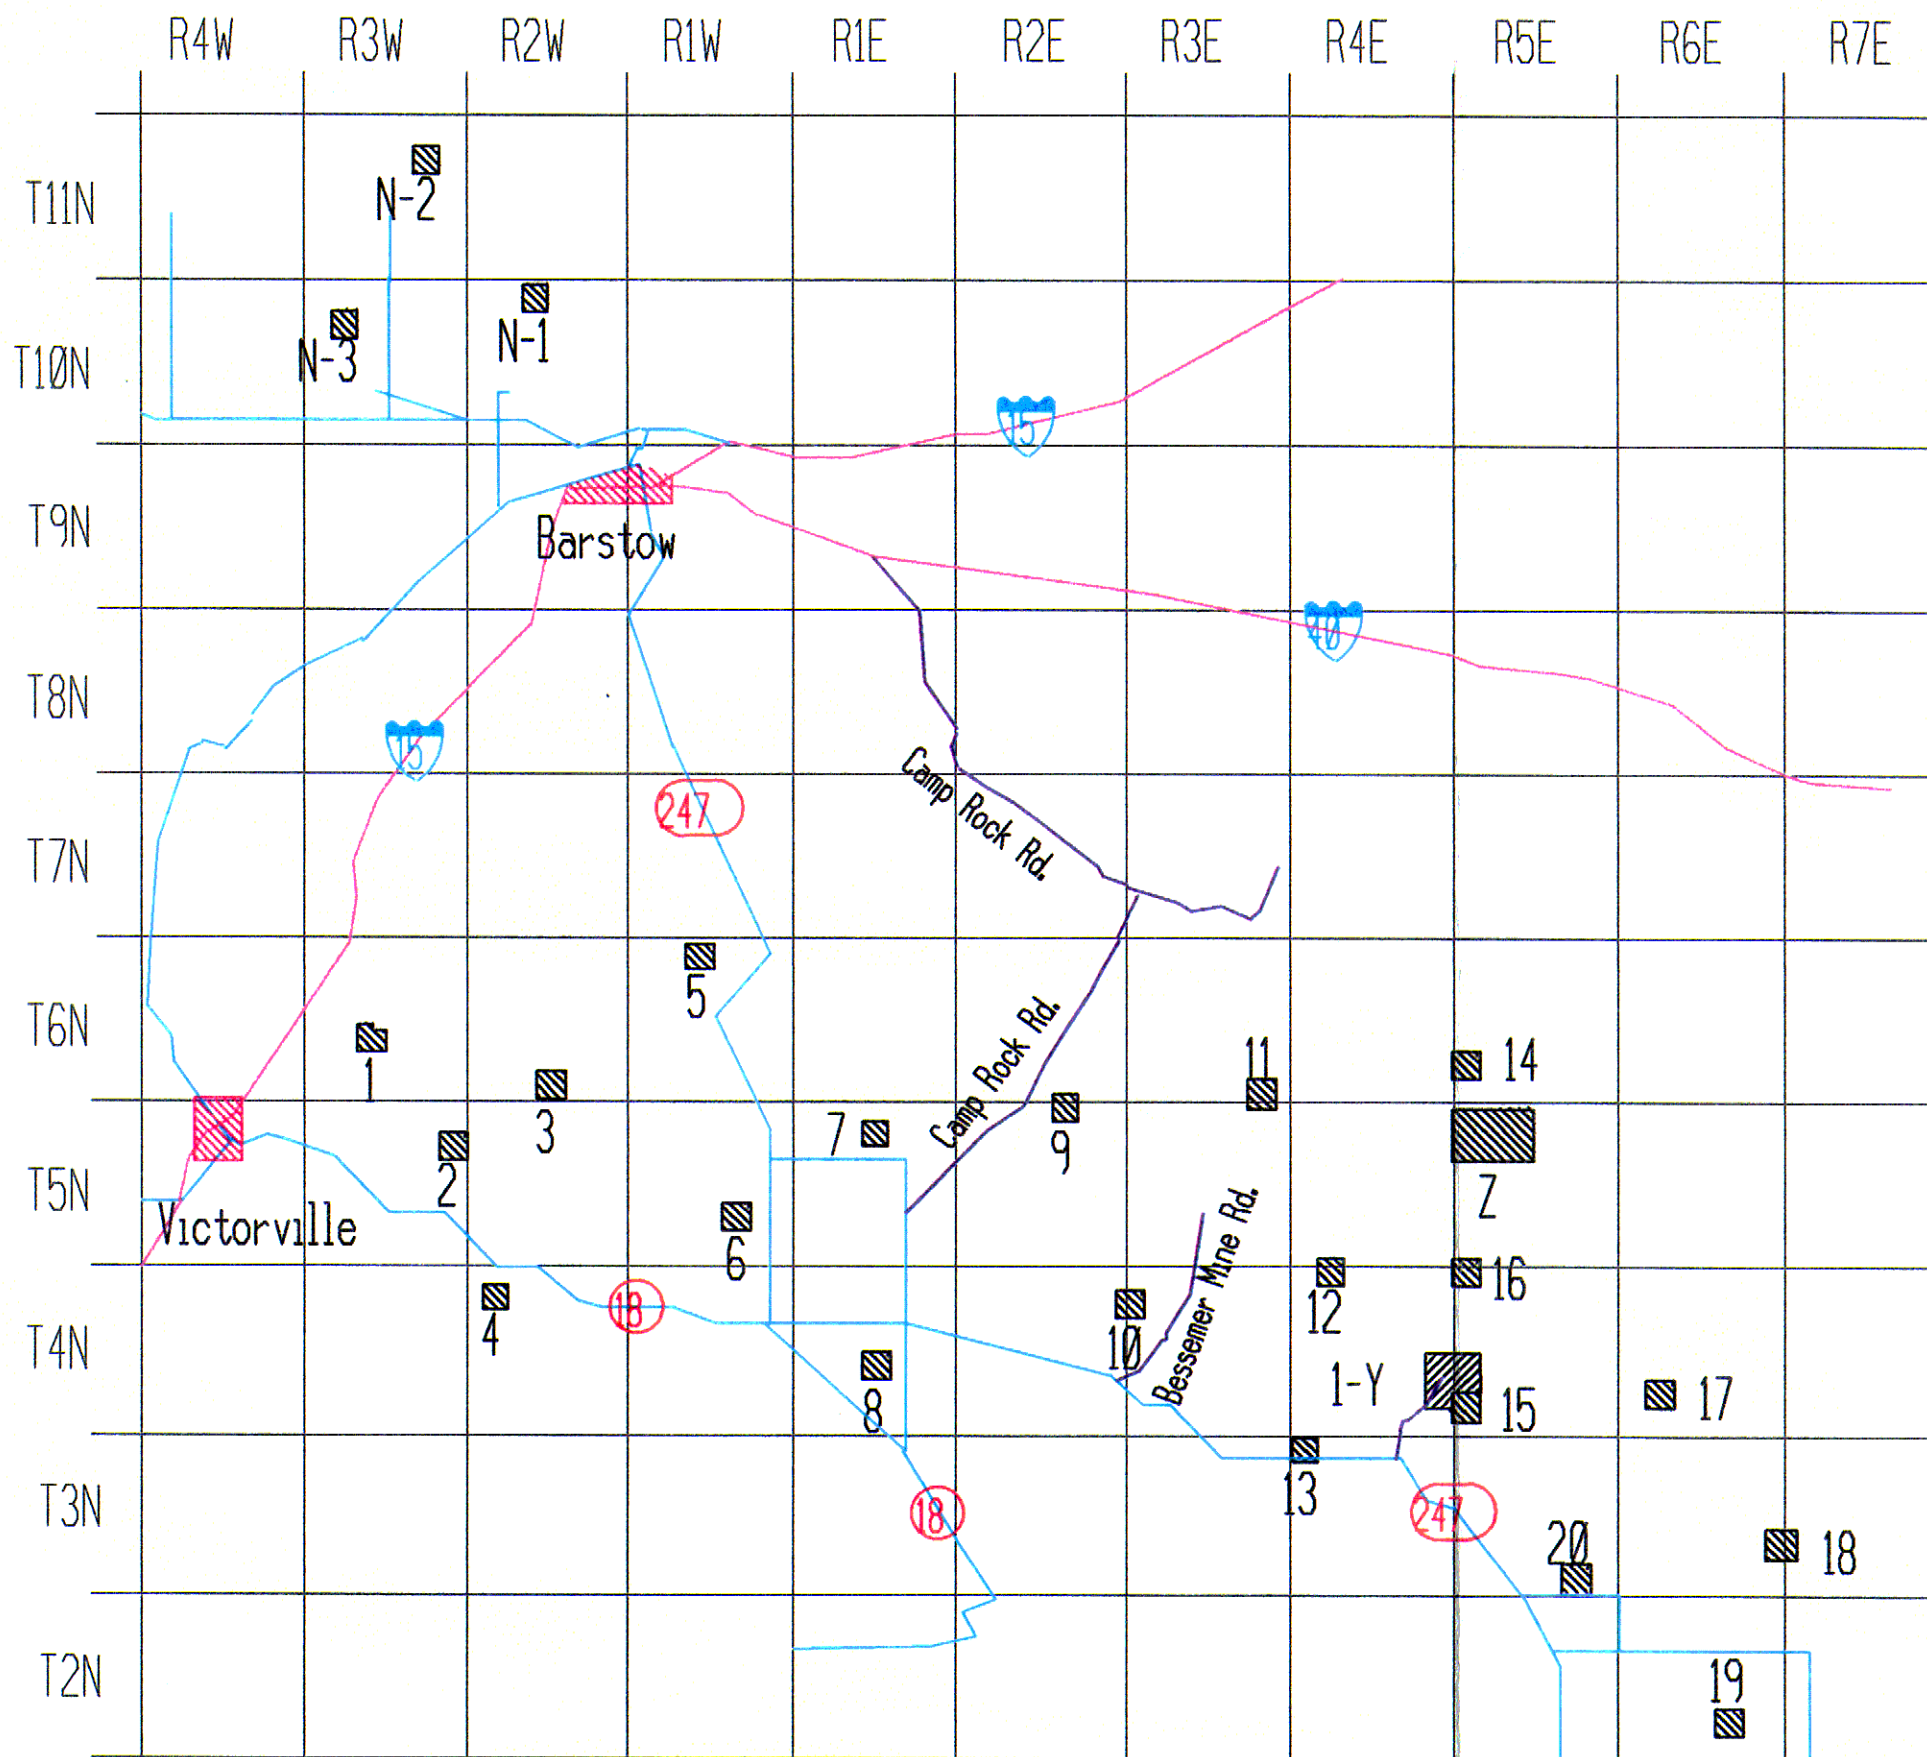 R4W R3W R2W R1W R1E R2E R3E R4E R5E R6E R7E
T11N
N-2
N-1
N-3
T10N
15
T9N
Barstow
40
T8N
15
Camp Rock Rd.
247
T7N
5
Camp Rock Rd.
T6N
1
11
14
3
7
9
2
T5N
Z
Victorville
6
Bessemer Mine Rd.
16
18
4
12
10
T4N
1-Y
17
8
15
13
T3N
18
247
20
18
T2N
19